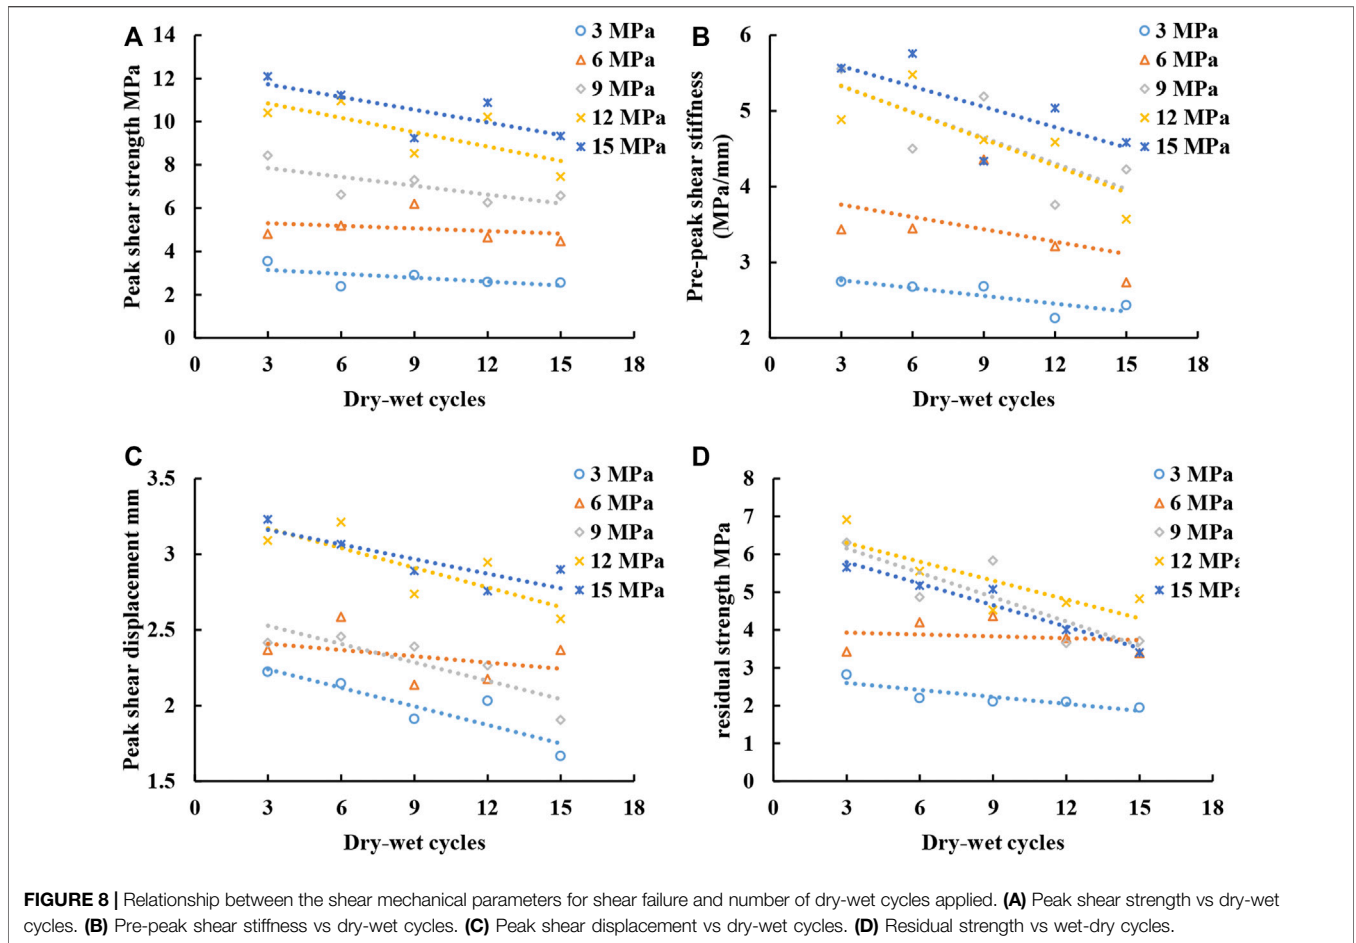 A
Peak shear strength MPa
14
12
10
8
6
4
2
0
0 3 6 9 12 15 18
Dry-wet cycles
3 MPa
6 MPa
9 MPa
12 MPa
15 MPa
B
Pre-peak shear stiffness
(MPa/mm)
6
5
4
3
2
0 3 6 9 12 15 18
Dry-wet cycles
3 MPa
6 MPa
9 MPa
12 MPa
15 MPa
C
Peak shear displacement mm
3.5
3
2.5
2
1.5
0 3 6 9 12 15 18
Dry-wet cycles
3 MPa
6 MPa
9 MPa
12 MPa
15 MPa
D
residual strength MPa
8
7
6
5
4
3
2
1
0
0 3 6 9 12 15 18
Dry-wet cycles
3 MPa
6 MPa
9 MPa
12 MPa
15 MPa
FIGURE 8 | Relationship between the shear mechanical parameters for shear failure and number of dry-wet cycles applied. (A) Peak shear strength vs dry-wet
cycles. (B) Pre-peak shear stiffness vs dry-wet cycles. (C) Peak shear displacement vs dry-wet cycles. (D) Residual strength vs wet-dry cycles.